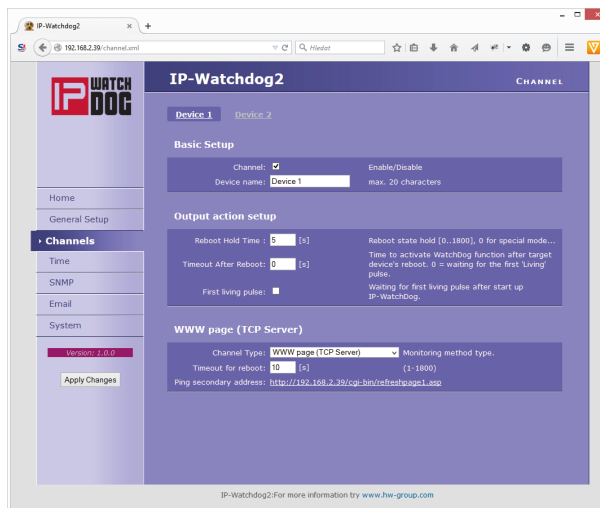 IP-Watchdog2
192.168.2.39/channel.xml
Hledat
IP WATCH DOG
IP-Watchdog2
CHANNEL
Device 1
Device 2
Basic Setup
Channel:
Enable/Disable
Device name: Device 1
max. 20 characters
Home
General Setup
Channels
Time
SNMP
Email
System
Version: 1.0.0
Apply Changes
Output action setup
Reboot Hold Time : 5 [s]
Reboot state hold [0..1800], 0 for special mode...
Timeout After Reboot: 0 [s]
Time to activate WatchDog function after target
device's reboot. 0 = waiting for the first 'Living'
pulse.
First living pulse:
Waiting for first living pulse after start up
IP-WatchDog.
WWW page (TCP Server)
Channel Type: WWW page (TCP Server)
Monitoring method type.
Timeout for reboot: 10 [s]
(1-1800)
Ping secondary address: http://192.168.2.39/cgi-bin/refreshpage1.asp
IP-Watchdog2:For more information try www.hw-group.com